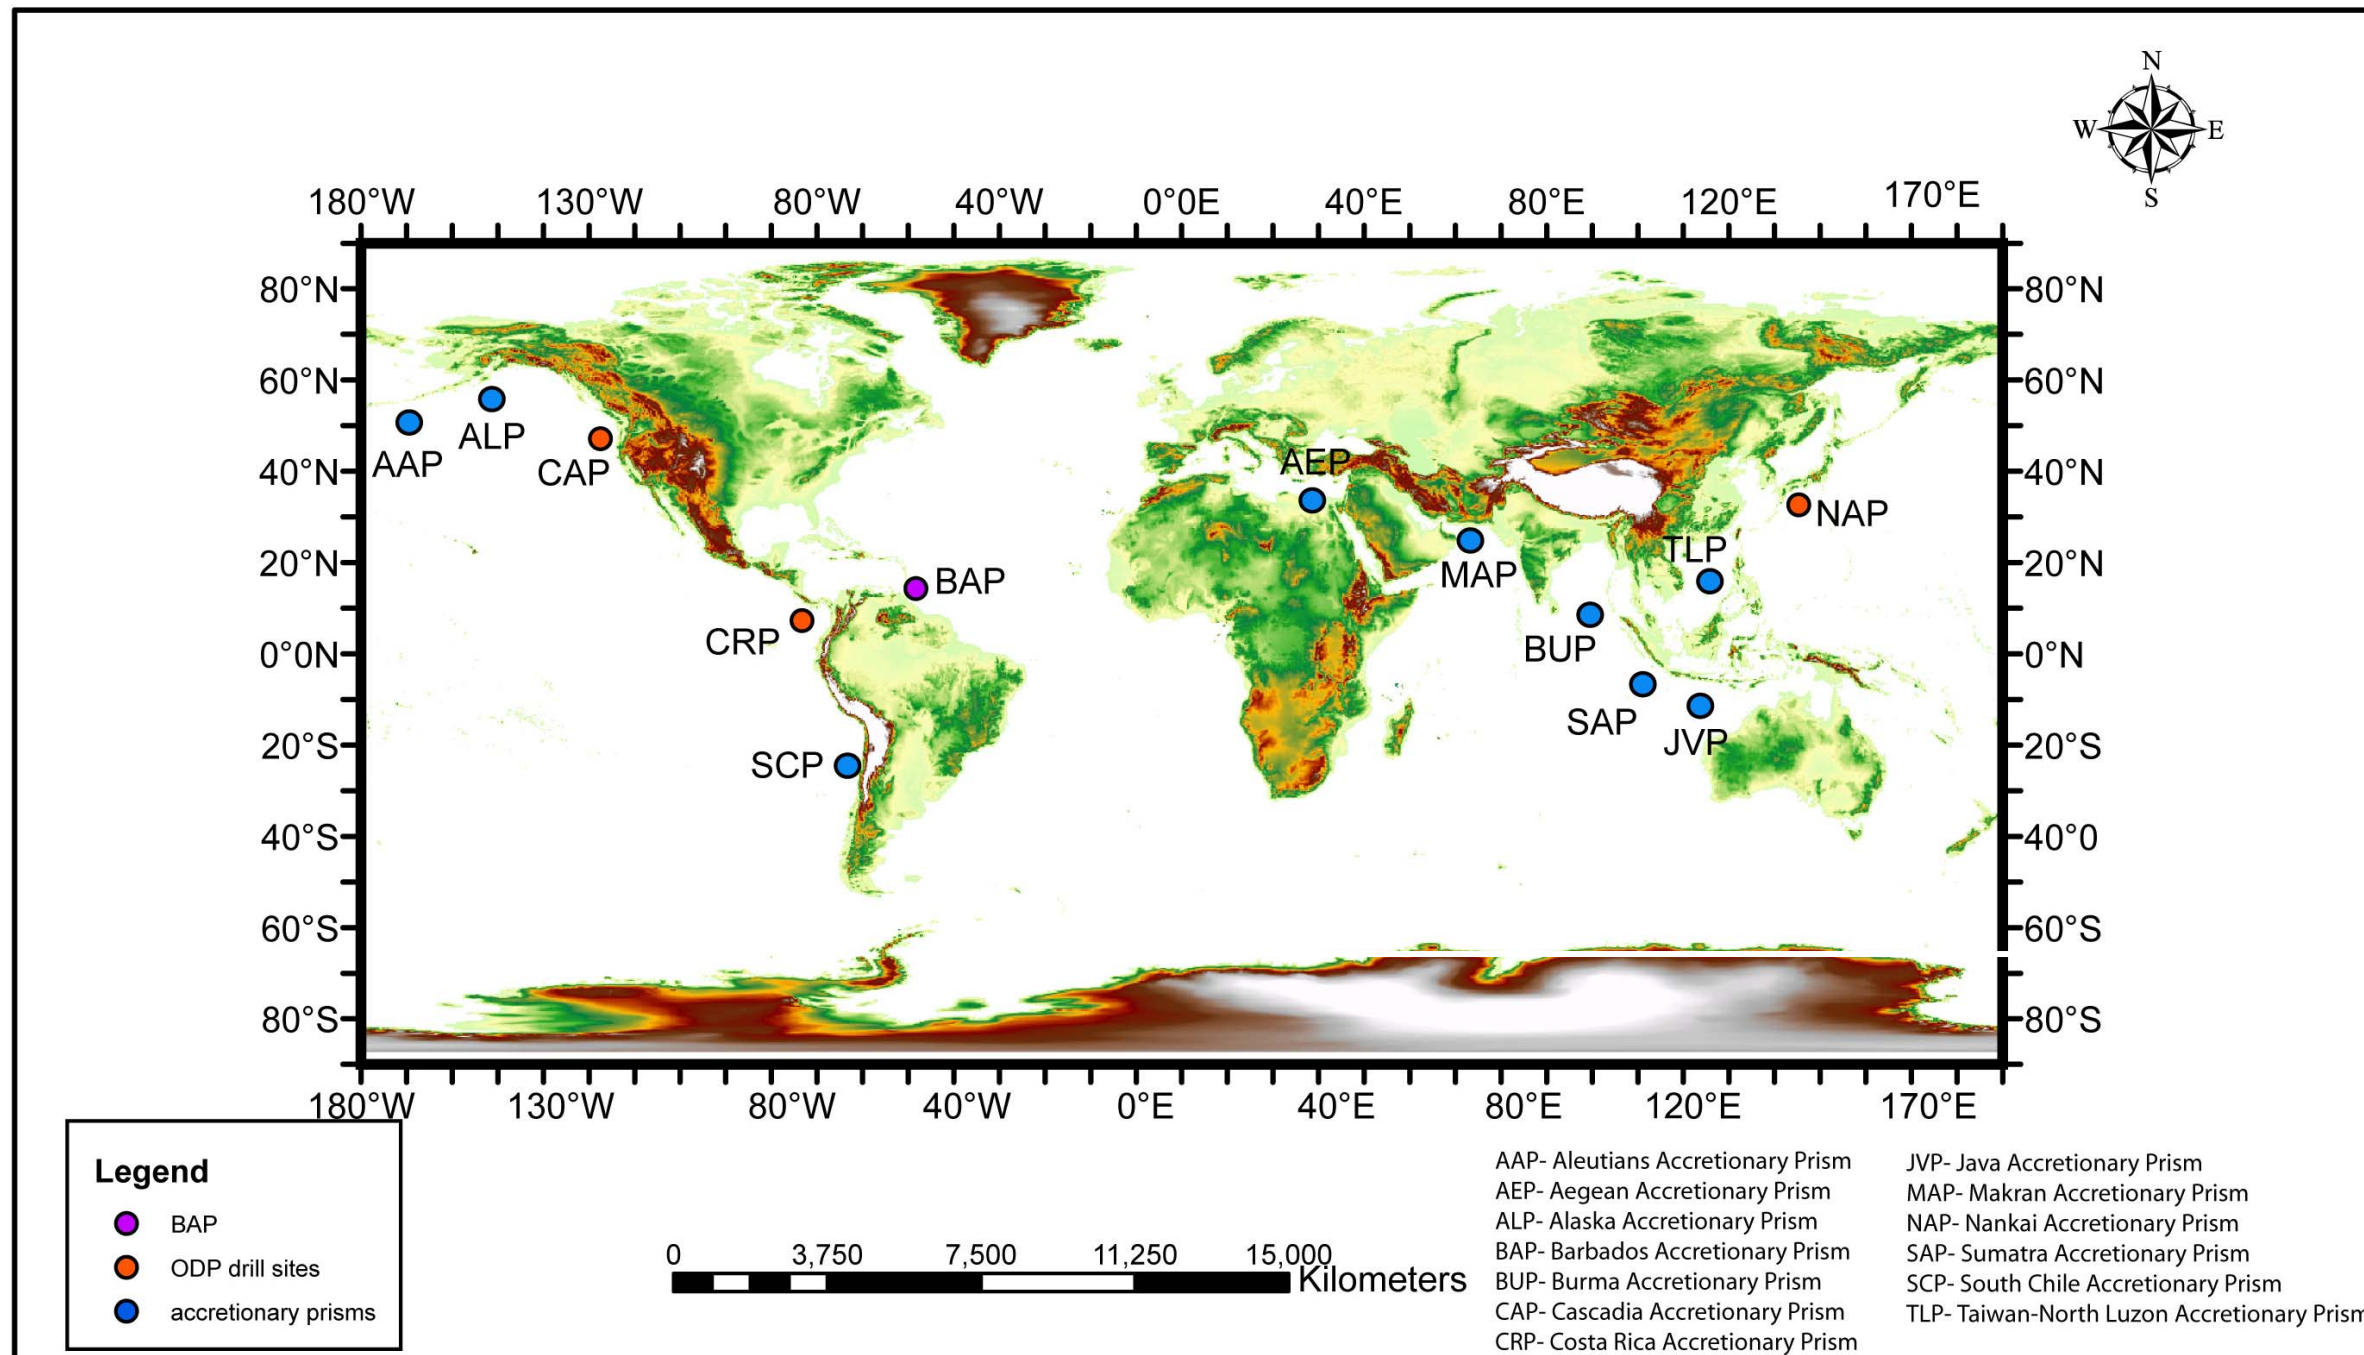 N
W E
S
180°W 130°W 80°W 40°W 0°0E 40°E 80°E 120°E 170°E
80°N 80°N
60°N 60°N
ALP
AAP CAP 40°N AEP 40°N
NAP
20°N TLP 20°N
BAP MAP
CRP BUP
0°0N 0°N
SAP
20°S JVP 20°S
SCP
40°S 40°0
60°S 60°S
80°S 80°S
180°W 130°W 80°W 40°W 0°E 40°E 80°E 120°E 170°E
Legend
BAP
ODP drill sites
accretionary prisms
0 3,750 7,500 11,250 15,000
Kilometers
AAP- Aleutians Accretionary Prism
AEP- Aegean Accretionary Prism
ALP- Alaska Accretionary Prism
BAP- Barbados Accretionary Prism
BUP- Burma Accretionary Prism
CAP- Cascadia Accretionary Prism
CRP- Costa Rica Accretionary Prism
JVP- Java Accretionary Prism
MAP- Makran Accretionary Prism
NAP- Nankai Accretionary Prism
SAP- Sumatra Accretionary Prism
SCP- South Chile Accretionary Prism
TLP- Taiwan-North Luzon Accretionary Prism